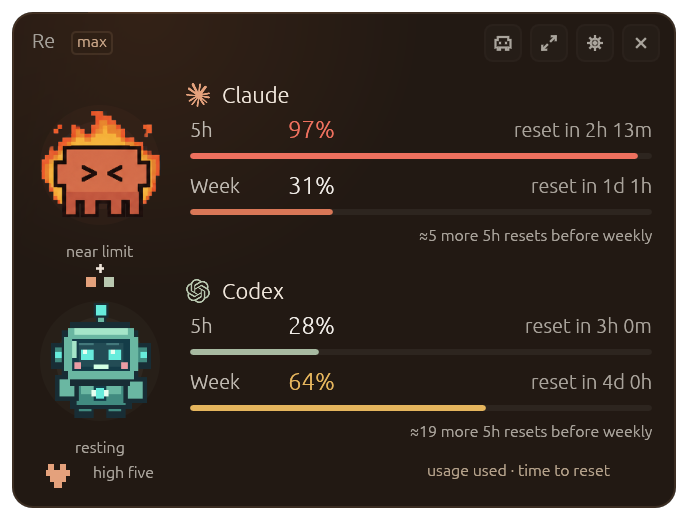 Re max
Claude
5h 97% reset in 2h 13m
Week 31% reset in 1d 1h
≈5 more 5h resets before weekly
near limit
Codex
5h 28% reset in 3h 0m
Week 64% reset in 4d 0h
≈19 more 5h resets before weekly
resting
high five
usage used · time to reset